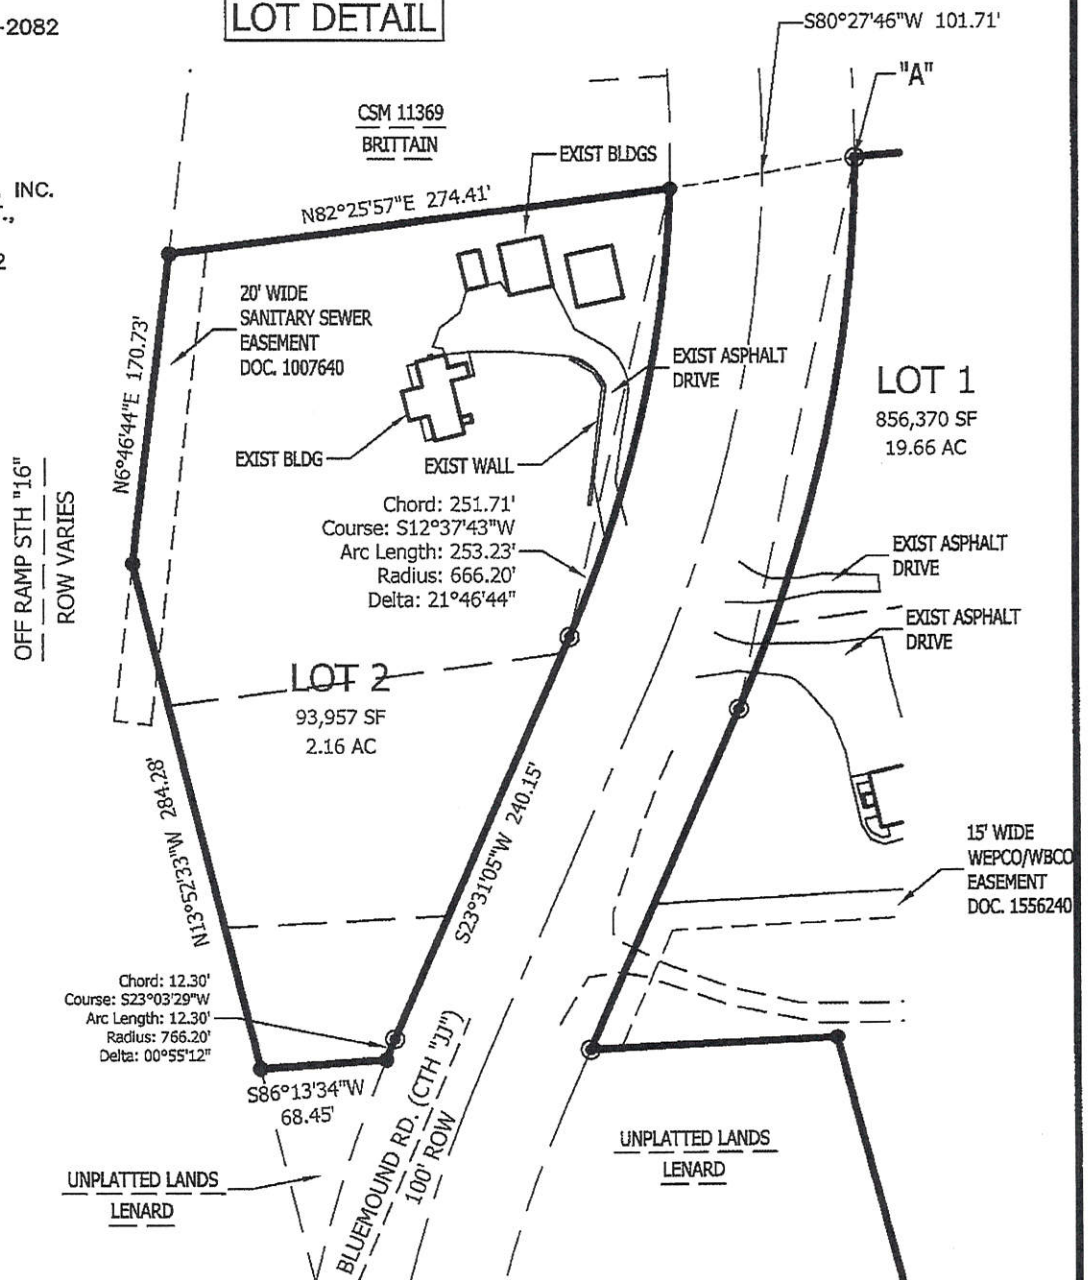 -2082
LOT DETAIL
S80°27'46"W 101.71'
"A"
CSM 11369
BRITTAIN
EXIST BLDGS
INC.
N82°25'57"E 274.41'
20' WIDE
SANITARY SEWER
EASEMENT
DOC. 1007640
N6°46'44"E 170.73'
EXIST ASPHALT
DRIVE
LOT 1
856,370 SF
19.66 AC
EXIST BLDG
EXIST WALL
OFF RAMP STH "16"
ROW VARIES
Chord: 251.71'
Course: S12°37'43"W
Arc Length: 253.23'
Radius: 666.20'
Delta: 21°46'44"
EXIST ASPHALT
DRIVE
EXIST ASPHALT
DRIVE
LOT 2
93,957 SF
2.16 AC
N13°52'33"W 284.28'
S23°31'05"W 240.15'
15' WIDE
WEPCO/WBCO
EASEMENT
DOC. 1556240
Chord: 12.30'
Course: S23°03'29"W
Arc Length: 12.30'
Radius: 766.20'
Delta: 00°55'12"
S86°13'34"W
68.45'
BLUEMOUND RD. (CTH "JJ")
100' ROW
UNPLATTED LANDS
LENARD
UNPLATTED LANDS
LENARD